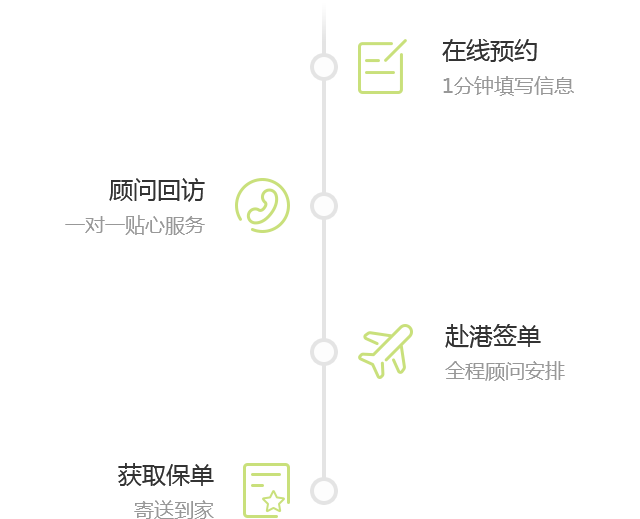 在线预约
1分钟填写信息
顾问回访
一对一贴心服务
赴港签单
全程顾问安排
获取保单
寄送到家